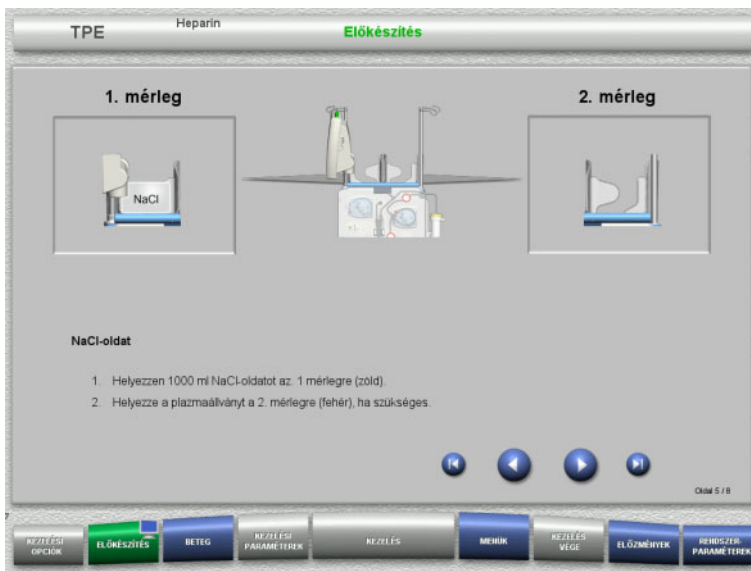 TPE
Heparin
Előkészítés
1. mérleg
2. mérleg
NaCl
NaCl-oldat
1. Helyezzen 1000 ml NaCl-oldatot az. 1 mérlegre (zöld).
2. Helyezze a plazmaállványt a 2. mérlegre (fehér), ha szükséges.
Oldal 5 / 8
KEZELÉSI
OPCIÓK
ELŐKÉSZÍTÉS
BETEG
KEZELÉSI
PARAMÉTEREK
KEZELÉS
MENÜK
KEZELÉS
VÉGE
ELŐZMÉNYEK
RENDSZER-
PARAMÉTEREK